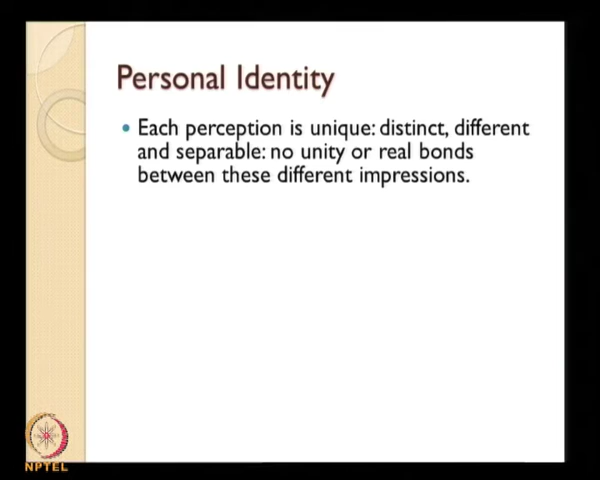 Personal Identity
Each perception is unique: distinct, different
and separable: no unity or real bonds
between these different impressions.
NPTEL